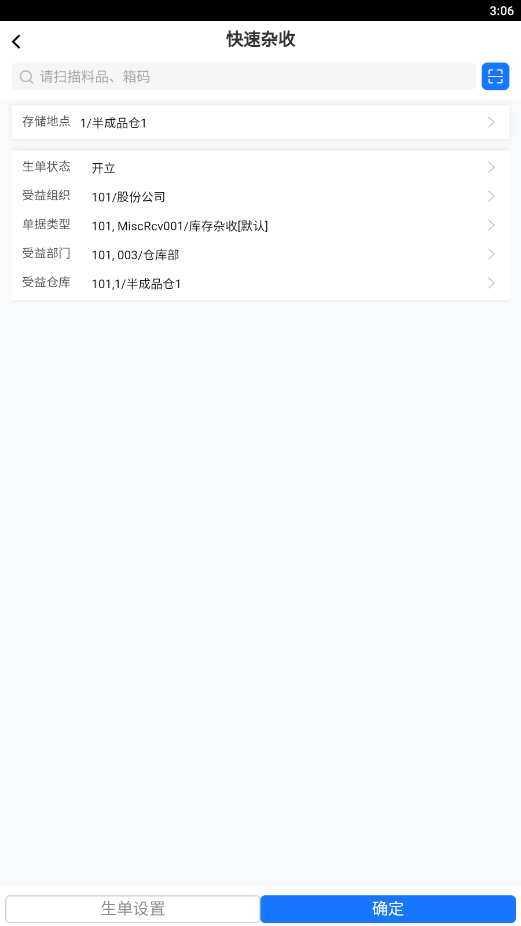 3:06
快速杂收
请扫描料品、箱码
存储地点 1/半成品仓1
生单状态 开立
受益组织 101/股份公司
单据类型 101, MiscRcv001/库存杂收[默认]
受益部门 101, 003/仓库部
受益仓库 101,1/半成品仓1
生单设置 确定